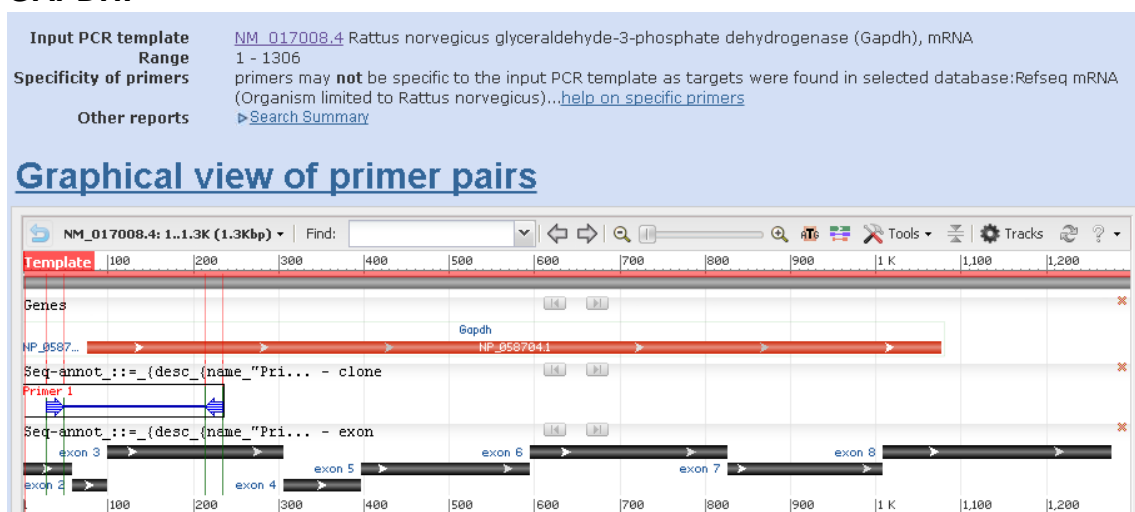 Input PCR template NM_017008.4 Rattus norvegicus glyceraldehyde-3-phosphate dehydrogenase (Gapdh), mRNA
Range 1 - 1306
Specificity of primers primers may not be specific to the input PCR template as targets were found in selected database:Refseq mRNA
(Organism limited to Rattus norvegicus)...help on specific primers
Other reports ▶Search Summary
Graphical view of primer pairs
NM_017008.4: 1..1.3K (1.3Kbp) ▾ Find: ATG Tools ▾ Tracks ? ▾
Template 100 200 300 400 500 600 700 800 900 1 K 1,100 1,200
Genes
Gapdh
NP_0587... NP_058704.1
Seq-annot_::=_{desc_{name_"Pri... - clone
Primer 1
Seq-annot_::=_{desc_{name_"Pri... - exon
exon 3 exon 6 exon 8
exon 5 exon 7
exon 2 exon 4
1 100 200 300 400 500 600 700 800 900 1 K 1,100 1,200